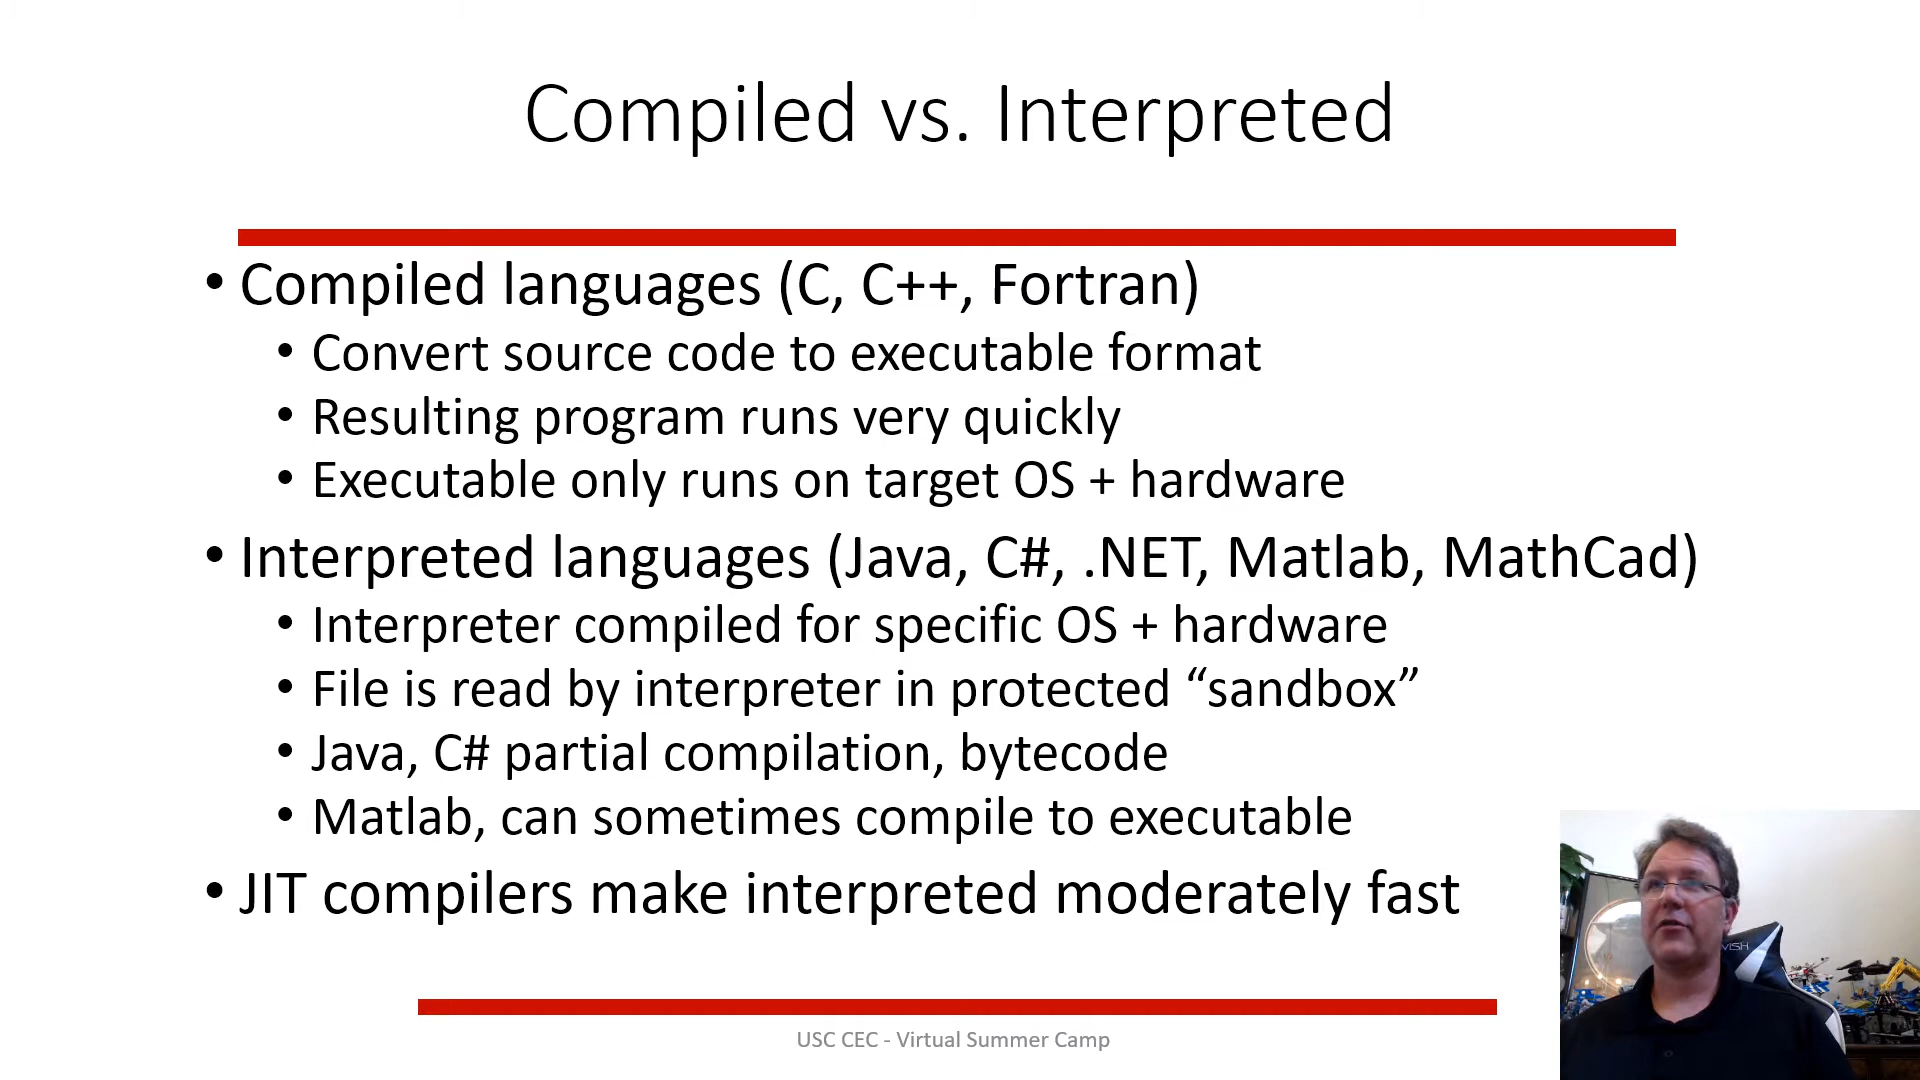 Compiled vs. Interpreted
• Compiled languages (C, C++, Fortran)
• Convert source code to executable format
• Resulting program runs very quickly
• Executable only runs on target OS + hardware
• Interpreted languages (Java, C#, .NET, Matlab, MathCad)
• Interpreter compiled for specific OS + hardware
• File is read by interpreter in protected “sandbox”
• Java, C# partial compilation, bytecode
• Matlab, can sometimes compile to executable
• JIT compilers make interpreted moderately fast
USC CEC - Virtual Summer Camp